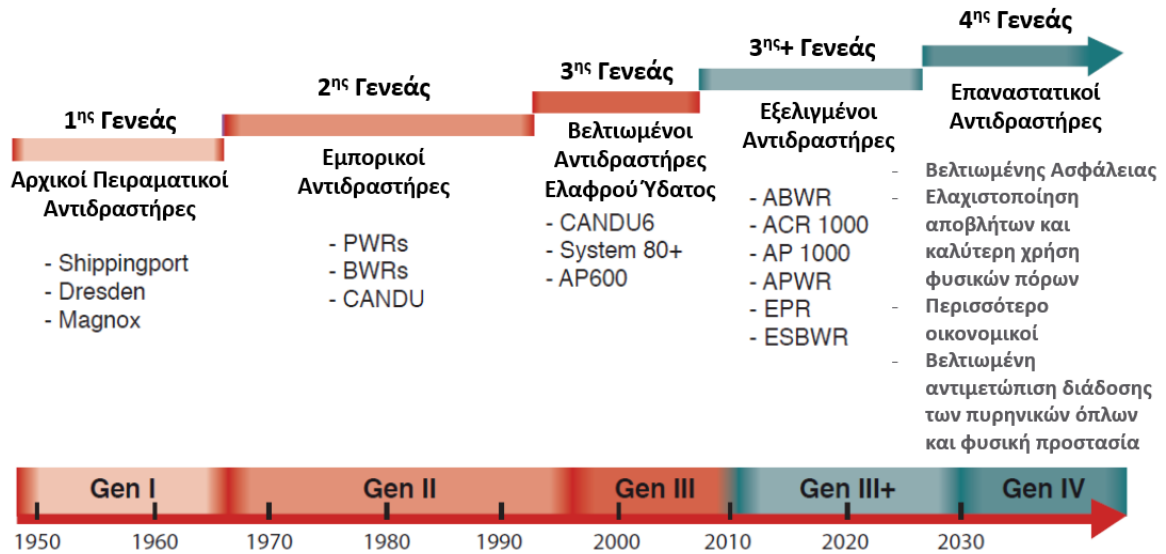 1ης Γενεάς
Αρχικοί Πειραματικοί
Αντιδραστήρες
- Shippingport
- Dresden
- Magnox
2ης Γενεάς
Εμπορικοί
Αντιδραστήρες
- PWRs
- BWRs
- CANDU
3ης Γενεάς
Βελτιωμένοι
Αντιδραστήρες
Ελαφρού Ύδατος
- CANDU6
- System 80+
- AP600
3ης+ Γενεάς
Εξελιγμένοι
Αντιδραστήρες
- ABWR
- ACR 1000
- AP 1000
- APWR
- EPR
- ESBWR
4ης Γενεάς
Επαναστατικοί
Αντιδραστήρες
- Βελτιωμένης Ασφάλειας
- Ελαχιστοποίηση
αποβλήτων και
καλύτερη χρήση
φυσικών πόρων
- Περισσότερο
οικονομικοί
- Βελτιωμένη
αντιμετώπιση διάδοσης
των πυρηνικών όπλων
και φυσική προστασία
Gen I Gen II Gen III Gen III+ Gen IV
1950 1960 1970 1980 1990 2000 2010 2020 2030